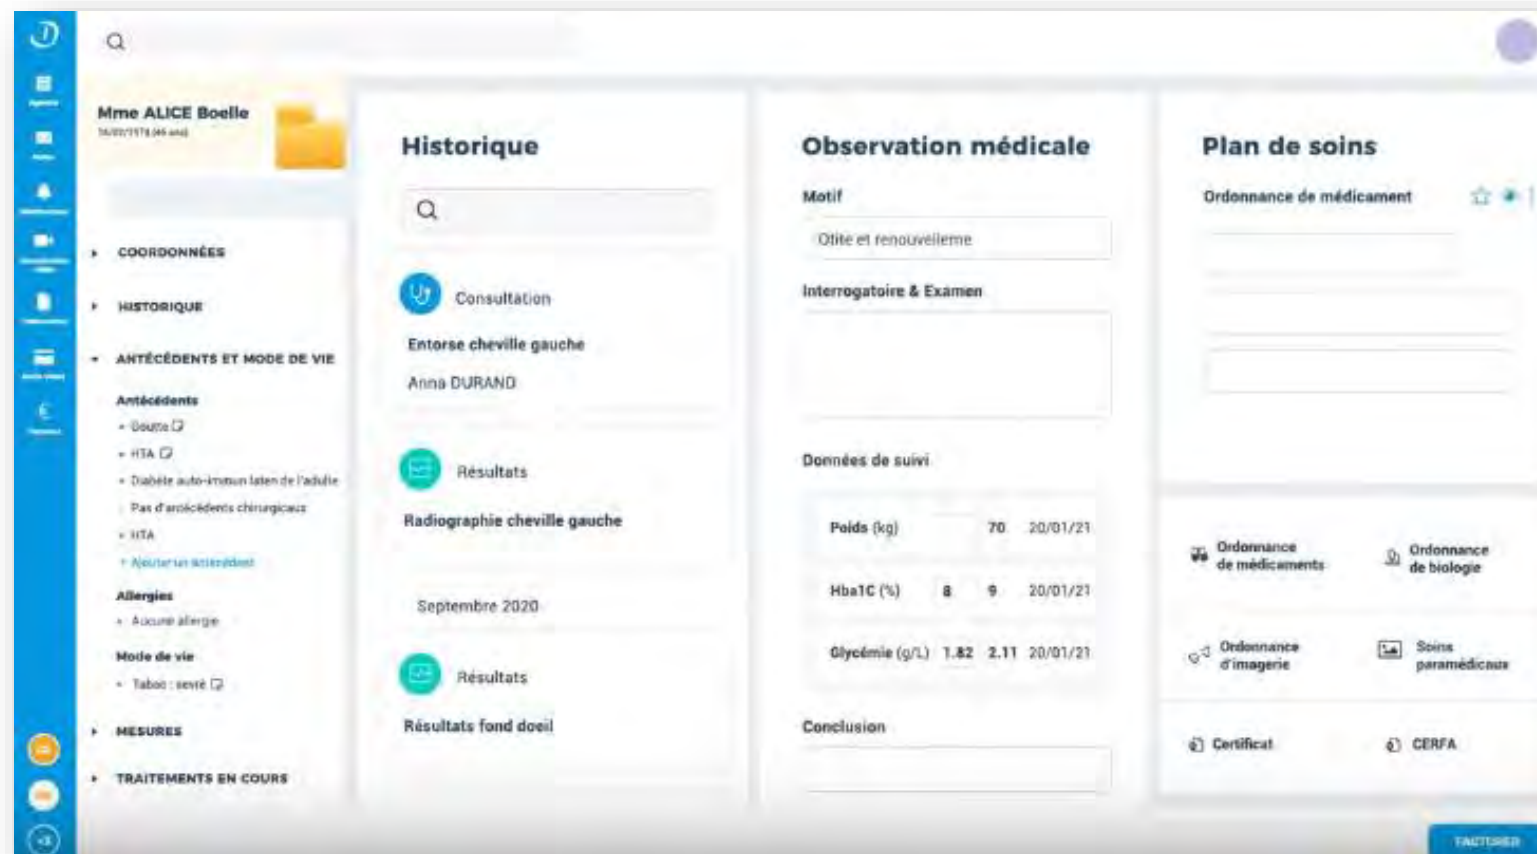 Mme ALICE Boelle
COORDONNÉES
HISTORIQUE
ANTÉCÉDENTS ET MODE DE VIE
Antécédents
Goutte
HTA
Diabète auto-immun laten de l'adulte
Pas d'antécédents chirurgicaux
HTA
+ Ajouter un antécédent
Allergies
Aucune allergie
Mode de vie
Tabac : sevré
MESURES
TRAITEMENTS EN COURS
Historique
Consultation
Entorse cheville gauche
Anna DURAND
Résultats
Radiographie cheville gauche
Septembre 2020
Résultats
Résultats fond doeil
Observation médicale
Motif
Otite et renouvelleme
Interrogatoire & Examen
Données de suivi
Poids (kg) 70 20/01/21
Hba1C (%) 8 9 20/01/21
Glycémie (g/L) 1.82 2.11 20/01/21
Conclusion
Plan de soins
Ordonnance de médicament
Ordonnance
de médicaments
Ordonnance
de biologie
Ordonnance
d'imagerie
Soins
paramédicaux
Certificat
CERFA
FACTURER